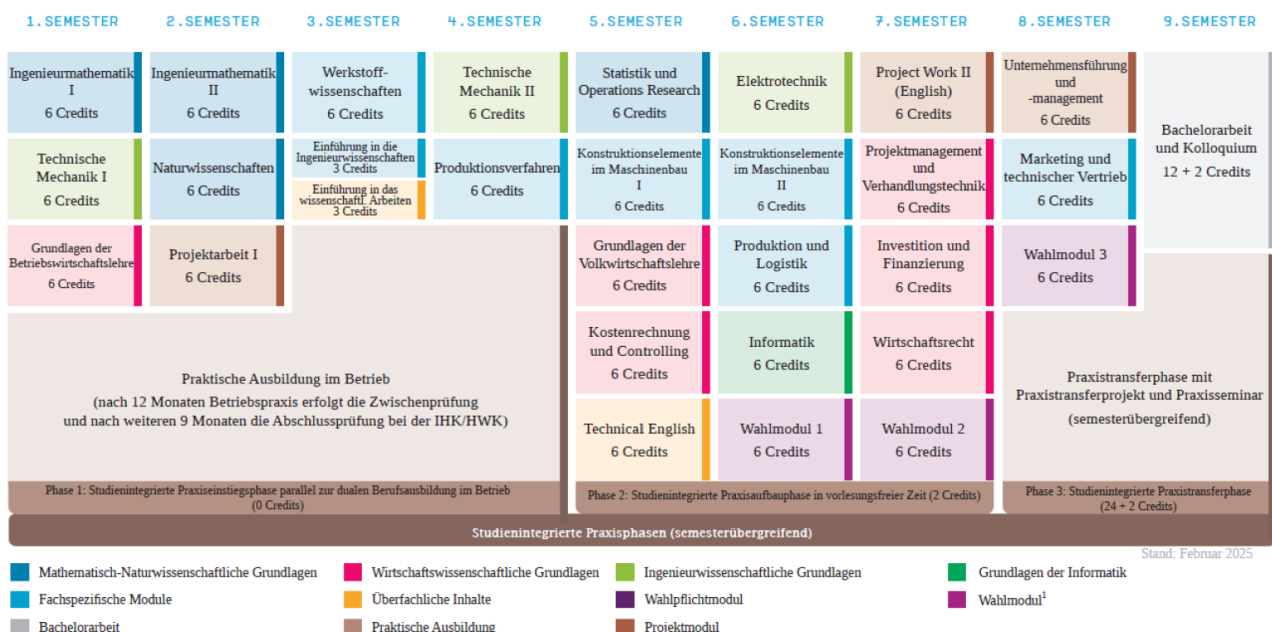 1.SEMESTER
2.SEMESTER
3.SEMESTER
4.SEMESTER
5.SEMESTER
6.SEMESTER
7.SEMESTER
8.SEMESTER
9.SEMESTER
Ingenieurmathematik
I
6 Credits
Ingenieurmathematik
II
6 Credits
Werkstoff-
wissenschaften
6 Credits
Technische
Mechanik II
6 Credits
Statistik und
Operations Research
6 Credits
Elektrotechnik
6 Credits
Project Work II
(English)
6 Credits
Unternehmensführung
und
-management
6 Credits
Bachelorarbeit
und Kolloquium
12 + 2 Credits
Technische
Mechanik I
6 Credits
Naturwissenschaften
6 Credits
Einführung in die
Ingenieurwissenschaften
3 Credits
Einführung in das
wissenschaftl. Arbeiten
3 Credits
Produktionsverfahren
6 Credits
Konstruktionselemente
im Maschinenbau
I
6 Credits
Konstruktionselemente
im Maschinenbau
II
6 Credits
Projektmanagement
und
Verhandlungstechnik
6 Credits
Marketing und
technischer Vertrieb
6 Credits
Grundlagen der
Betriebswirtschaftslehre
6 Credits
Projektarbeit I
6 Credits
Grundlagen der
Volkwirtschaftslehre
6 Credits
Produktion und
Logistik
6 Credits
Investition und
Finanzierung
6 Credits
Wahlmodul 3
6 Credits
Kostenrechnung
und Controlling
6 Credits
Informatik
6 Credits
Wirtschaftsrecht
6 Credits
Praktische Ausbildung im Betrieb
(nach 12 Monaten Betriebspraxis erfolgt die Zwischenprüfung
und nach weiteren 9 Monaten die Abschlussprüfung bei der IHK/HWK)
Praxistransferphase mit
Praxistransferprojekt und Praxisseminar
(semesterübergreifend)
Technical English
6 Credits
Wahlmodul 1
6 Credits
Wahlmodul 2
6 Credits
Phase 1: Studienintegrierte Praxiseinstiegsphase parallel zur dualen Berufsausbildung im Betrieb
(0 Credits)
Phase 2: Studienintegrierte Praxisaufbauphase in vorlesungsfreier Zeit (2 Credits)
Phase 3: Studienintegrierte Praxistransferphase
(24 + 2 Credits)
Studienintegrierte Praxisphasen (semesterübergreifend)
Stand: Februar 2025
Mathematisch-Naturwissenschaftliche Grundlagen
Wirtschaftswissenschaftliche Grundlagen
Ingenieurwissenschaftliche Grundlagen
Grundlagen der Informatik
Fachspezifische Module
Überfachliche Inhalte
Wahlpflichtmodul
Wahlmodul¹
Bachelorarbeit
Praktische Ausbildung
Projektmodul